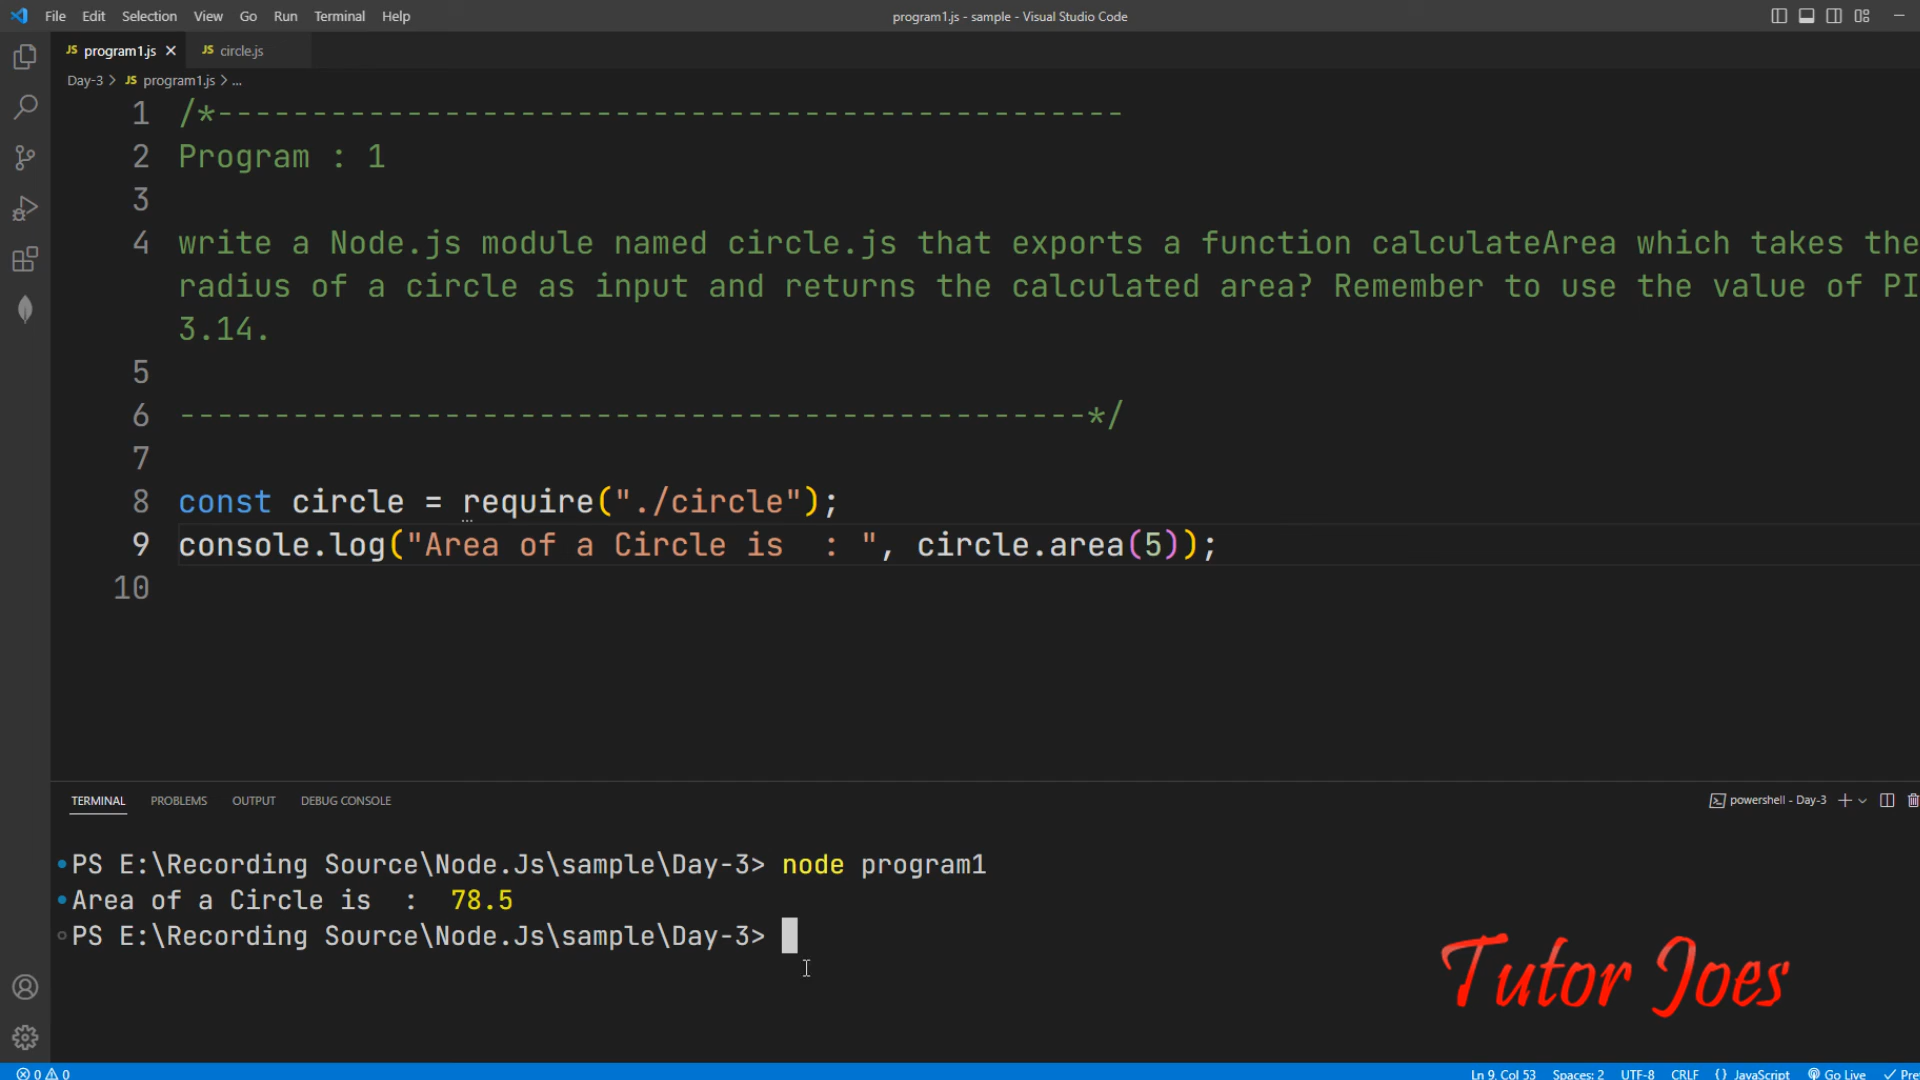 File Edit Selection View Go Run Terminal Help program1.js - sample - Visual Studio Code
JS program1.js × JS circle.js
Day-3 > JS program1.js > ...
1 /*------------------------------------------------
2 Program : 1
3
4 write a Node.js module named circle.js that exports a function calculateArea which takes the
radius of a circle as input and returns the calculated area? Remember to use the value of PI
3.14.
5
6 ------------------------------------------------*/
7
8 const circle = require("./circle");
9 console.log("Area of a Circle is  : ", circle.area(5));
10
TERMINAL PROBLEMS OUTPUT DEBUG CONSOLE powershell - Day-3
PS E:\Recording Source\Node.Js\sample\Day-3> node program1
Area of a Circle is  :  78.5
PS E:\Recording Source\Node.Js\sample\Day-3>
Tutor Joes
0 0 Ln 9, Col 53 Spaces: 2 UTF-8 CRLF {} JavaScript Go Live